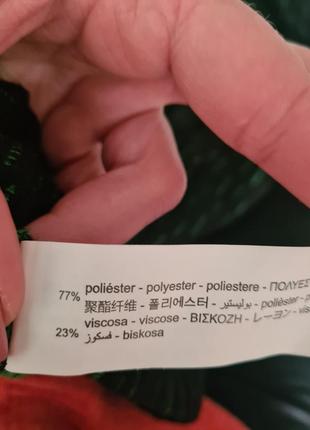 77% poliéster - polyester - poliestere - ΠΟΛΥΕΣ
聚酯纤维 - 폴리에스터 - بوليستير - poliéster - p
viscosa - viscose - ΒΙΣΚΟΖΗ - レーヨン - vis
23% فسكوز - biskosa